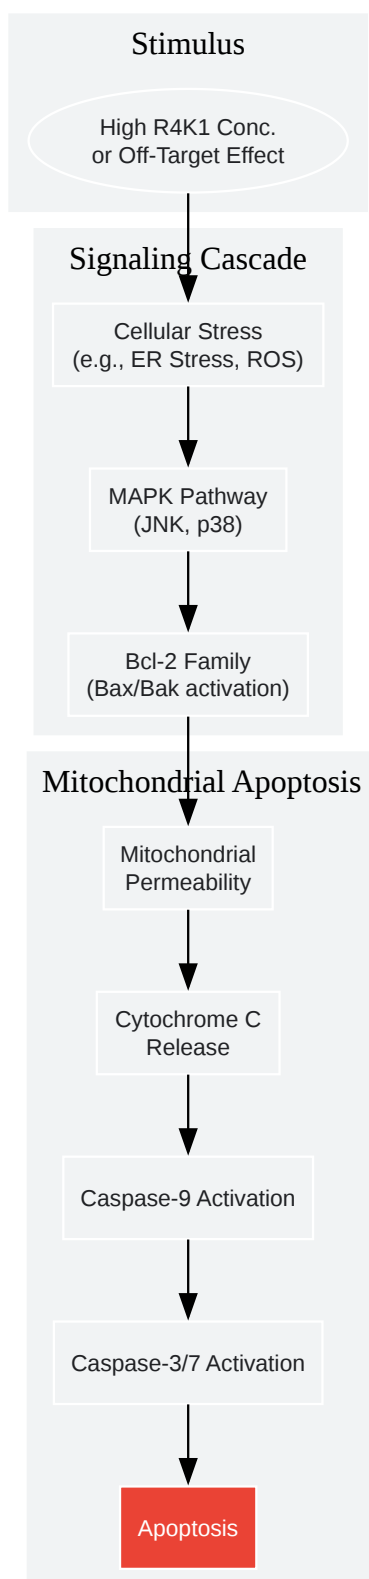 Stimulus
High R4K1 Conc.
or Off-Target Effect
Signaling Cascade
Cellular Stress
(e.g., ER Stress, ROS)
MAPK Pathway
(JNK, p38)
Bcl-2 Family
(Bax/Bak activation)
Mitochondrial Apoptosis
Mitochondrial
Permeability
Cytochrome C
Release
Caspase-9 Activation
Caspase-3/7 Activation
Apoptosis